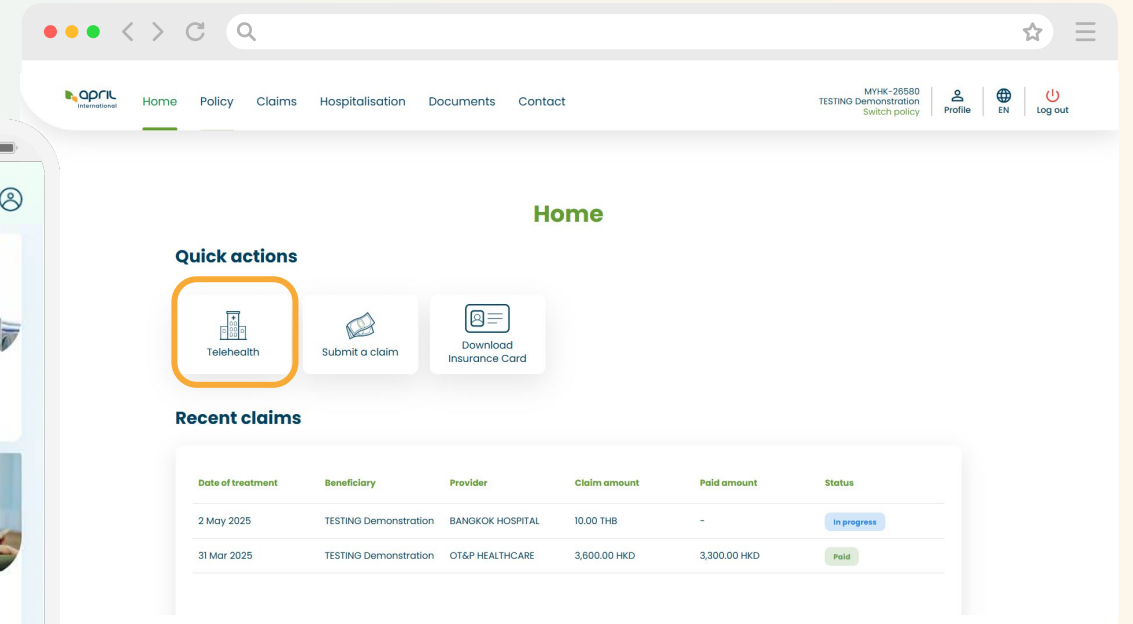 april
international
Home Policy Claims Hospitalisation Documents Contact
MYHK-26580
TESTING Demonstration
Switch policy
Profile
EN
Log out
Home
Quick actions
Telehealth
Submit a claim
Download
Insurance Card
Recent claims
Date of treatment Beneficiary Provider Claim amount Paid amount Status
2 May 2025 TESTING Demonstration BANGKOK HOSPITAL 10.00 THB - In progress
31 Mar 2025 TESTING Demonstration OT&P HEALTHCARE 3,600.00 HKD 3,300.00 HKD Paid